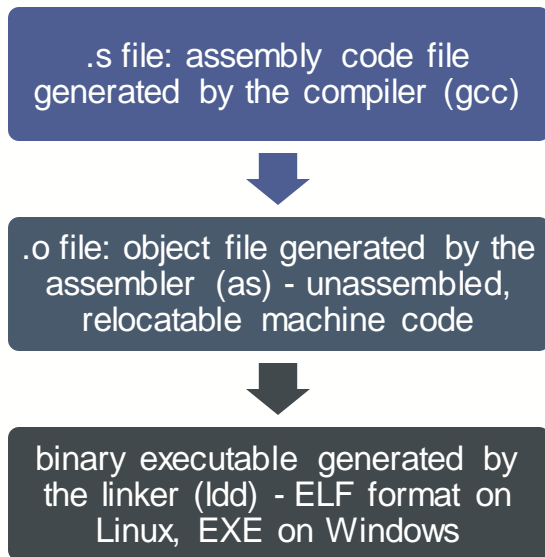 .s file: assembly code file
generated by the compiler (gcc)
.o file: object file generated by the
assembler (as) - unassembled,
relocatable machine code
binary executable generated by
the linker (ldd) - ELF format on
Linux, EXE on Windows